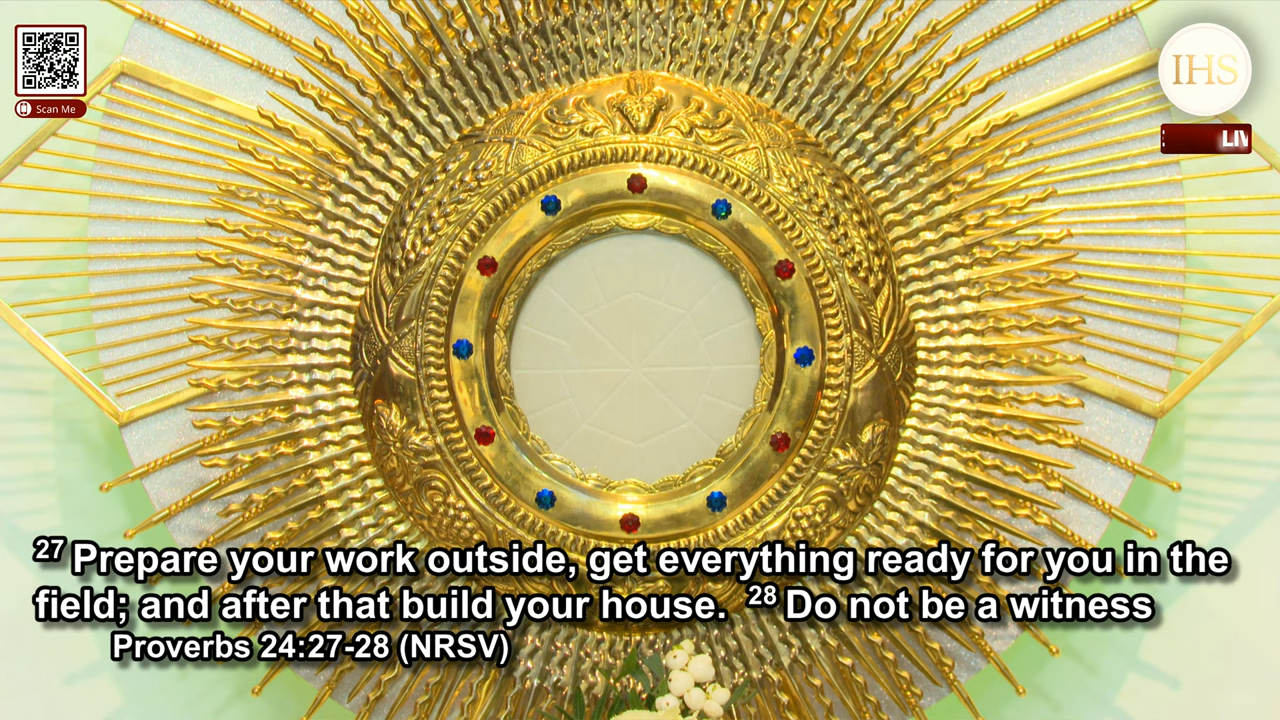 Scan Me
IHS
LIV
27 Prepare your work outside, get everything ready for you in the
field; and after that build your house. 28 Do not be a witness
Proverbs 24:27-28 (NRSV)